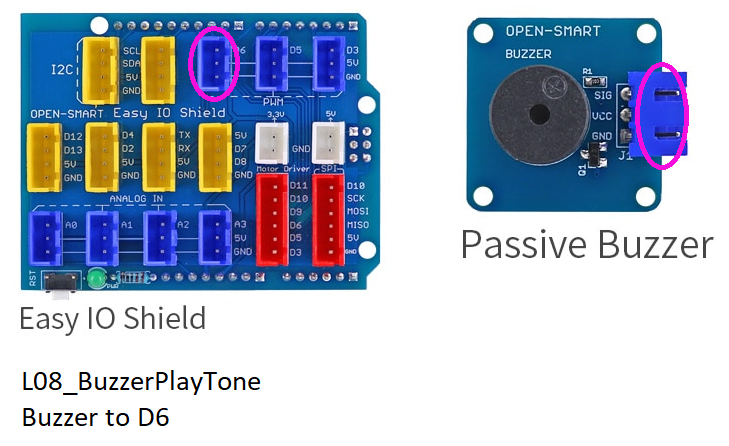 SCL
I2C
SDA
5V
GND
D6
5V
GND
D5
D3
PWM
OPEN-SMART Easy IO Shield
3.3V
5V
D12
D13
5V
GND
D4
D2
5V
GND
TX
RX
5V
GND
5V
D7
D8
GND
GND
Motor Driver
SPI
ANALOG IN
A0
A1
A2
A3
5V
GND
D11
D10
D9
D6
D5
D3
D10
SCK
MOSI
MISO
5V
GND
RST
OPEN-SMART
BUZZER
R1
SIG
VCC
GND
J1
Q1
Easy IO Shield
Passive Buzzer
L08_BuzzerPlayTone
Buzzer to D6